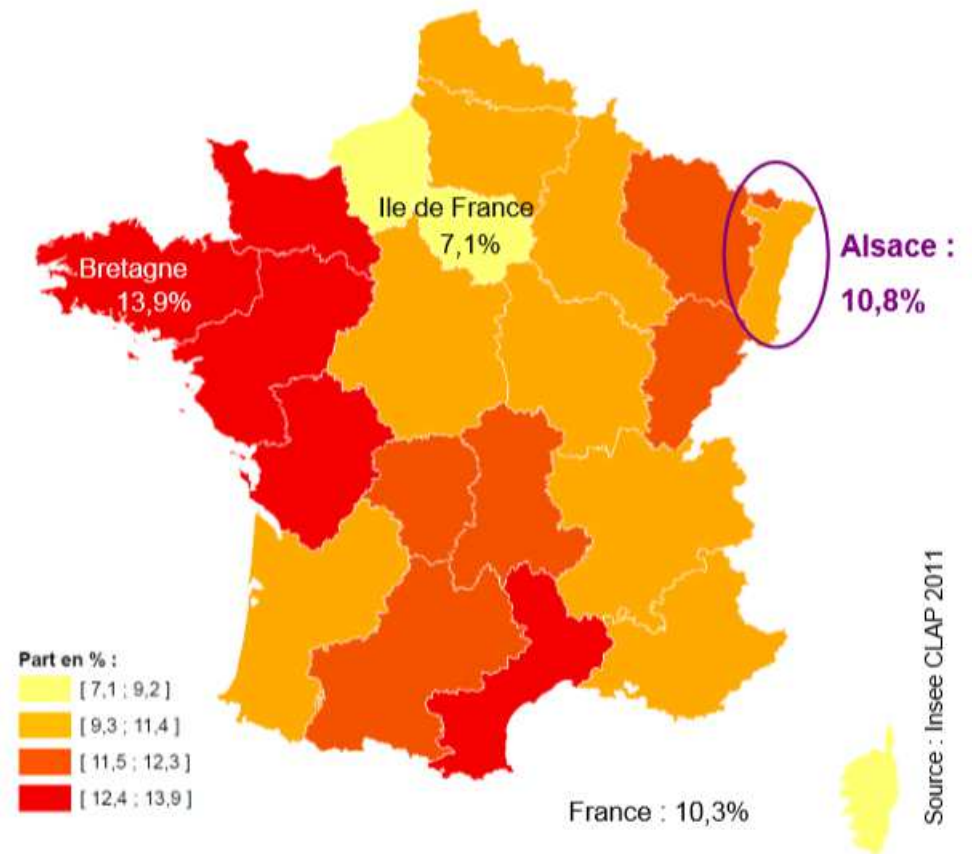 Ile de France
7,1%
Bretagne
13,9%
Alsace :
10,8%
Part en % :
[ 7,1 ; 9,2 ]
[ 9,3 ; 11,4 ]
[ 11,5 ; 12,3 ]
[ 12,4 ; 13,9 ]
France : 10,3%
Source : Insee CLAP 2011